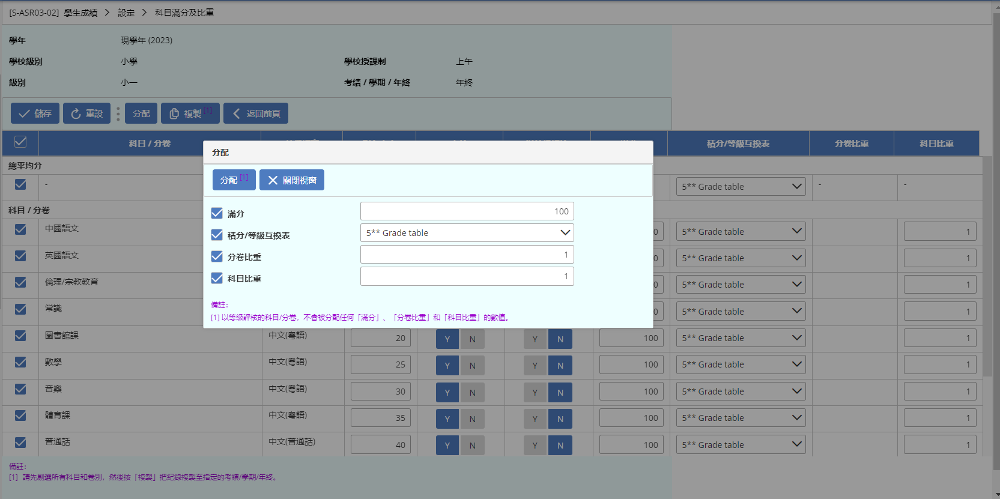 [S-ASR03-02] 學生成績 > 設定 > 科目滿分及比重
學年 現學年 (2023)
學校級別 小學 學校授課制 上午
級別 小一 考績 / 學期 / 年終 年終
儲存 重設 分配 複製 [1] 返回前頁
科目 / 分卷 積分/等級互換表 分卷比重 科目比重
總平均分
- 5** Grade table - -
科目 / 分卷
中國語文 0 5** Grade table 1
英國語文 0 5** Grade table 1
倫理/宗教教育 0 5** Grade table 1
常識 0 5** Grade table 1
圖書館課 中文(粵語) 20 Y N Y N 100 5** Grade table 1
數學 中文(粵語) 25 Y N Y N 100 5** Grade table 1
音樂 中文(粵語) 30 Y N Y N 100 5** Grade table 1
體育課 中文(粵語) 35 Y N Y N 100 5** Grade table 1
普通話 中文(普通話) 40 Y N Y N 100 5** Grade table 1
分配
分配 [1] 關閉視窗
滿分 100
積分/等級互換表 5** Grade table
分卷比重 1
科目比重 1
備註:
[1] 以等級評核的科目/分卷，不會被分配任何「滿分」、「分卷比重」和「科目比重」的數值。
備註:
[1] 請先剔選所有科目和卷別，然後按「複製」把紀錄複製至指定的考績/學期/年終。